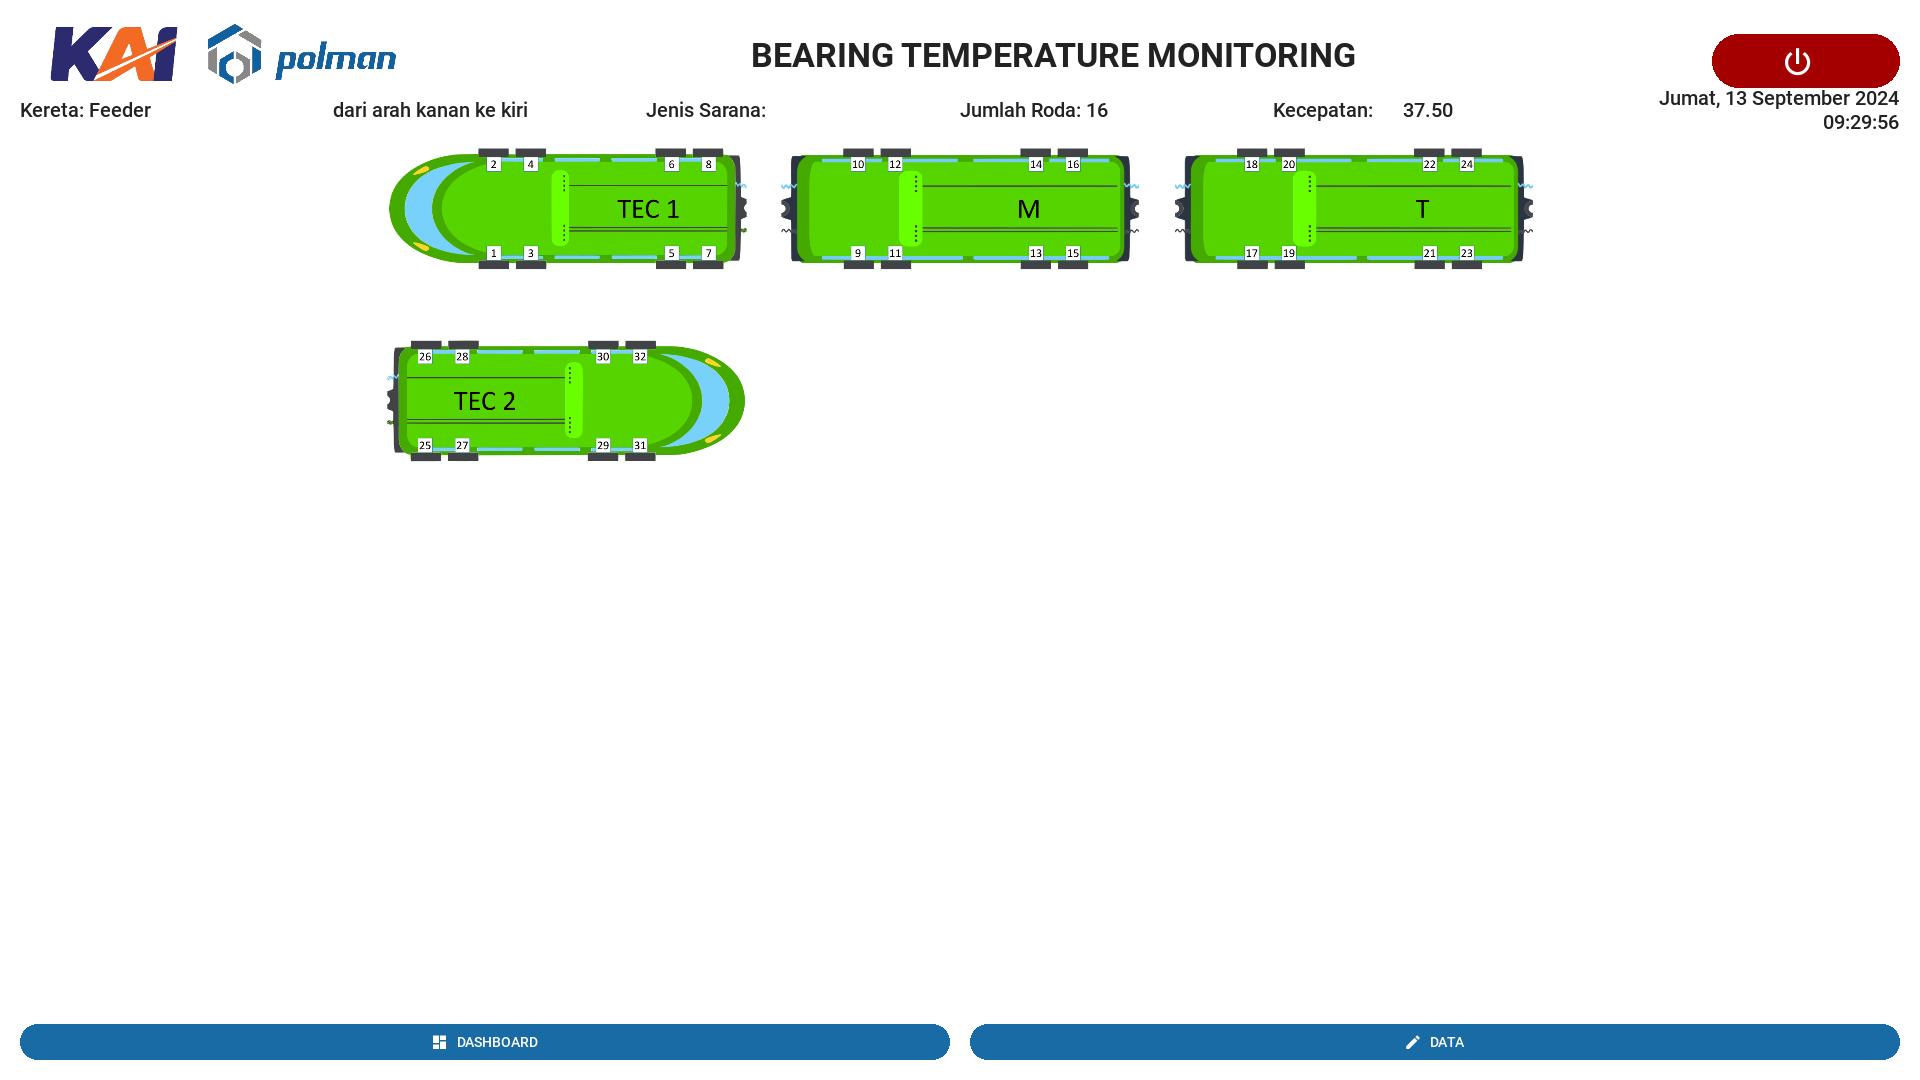 KAI polman BEARING TEMPERATURE MONITORING
Kereta: Feeder dari arah kanan ke kiri Jenis Sarana: Jumlah Roda: 16 Kecepatan: 37.50 Jumat, 13 September 2024
09:29:56
2 4 6 8 10 12 14 16 18 20 22 24
TEC 1 M T
1 3 5 7 9 11 13 15 17 19 21 23
26 28 30 32
TEC 2
25 27 29 31
DASHBOARD DATA